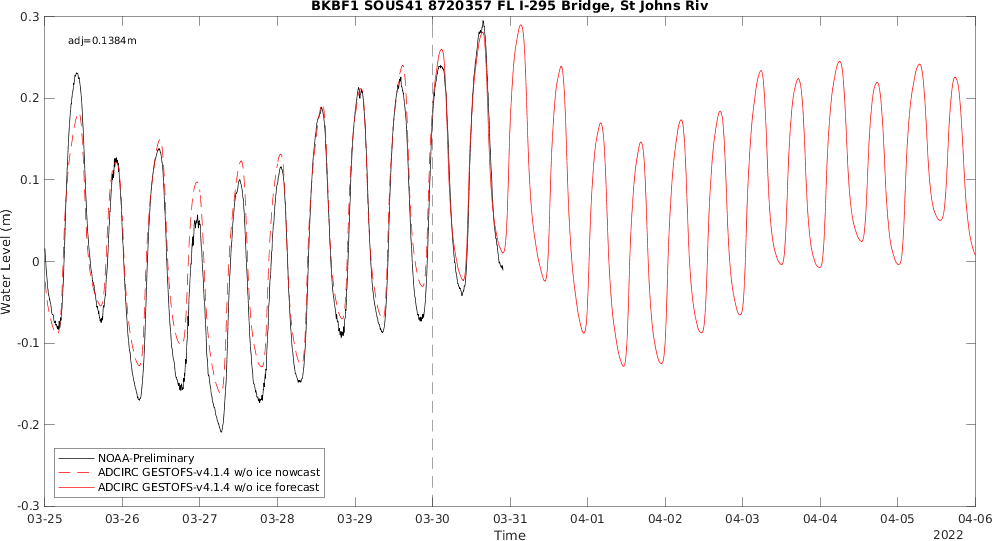 BKBF1 SOUS41 8720357 FL I-295 Bridge, St Johns Riv
adj=0.1384m
0.3
0.2
0.1
0
-0.1
-0.2
-0.3
Water Level (m)
NOAA-Preliminary
ADCIRC GESTOFS-v4.1.4 w/o ice nowcast
ADCIRC GESTOFS-v4.1.4 w/o ice forecast
03-25 03-26 03-27 03-28 03-29 03-30 03-31 04-01 04-02 04-03 04-04 04-05 04-06
Time
2022